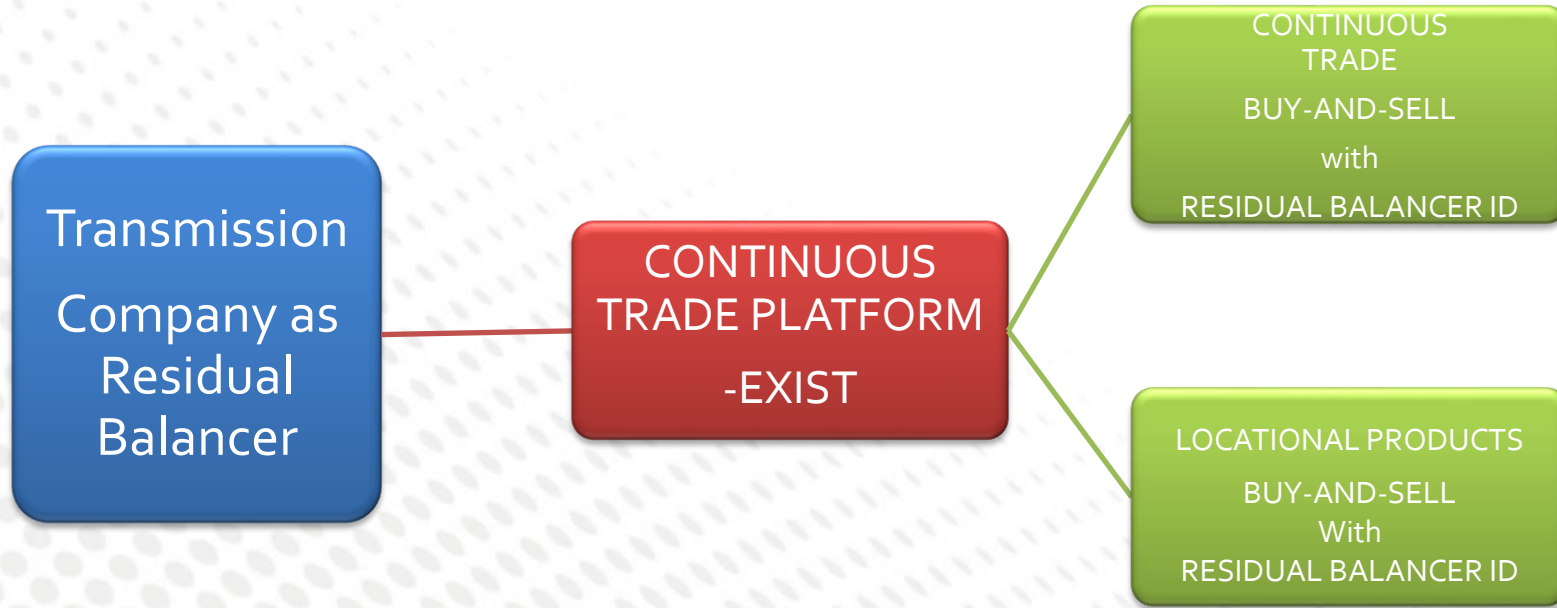 Transmission
Company as
Residual
Balancer
CONTINUOUS
TRADE PLATFORM
-EXIST
CONTINUOUS
TRADE
BUY-AND-SELL
with
RESIDUAL BALANCER ID
LOCATIONAL PRODUCTS
BUY-AND-SELL
With
RESIDUAL BALANCER ID